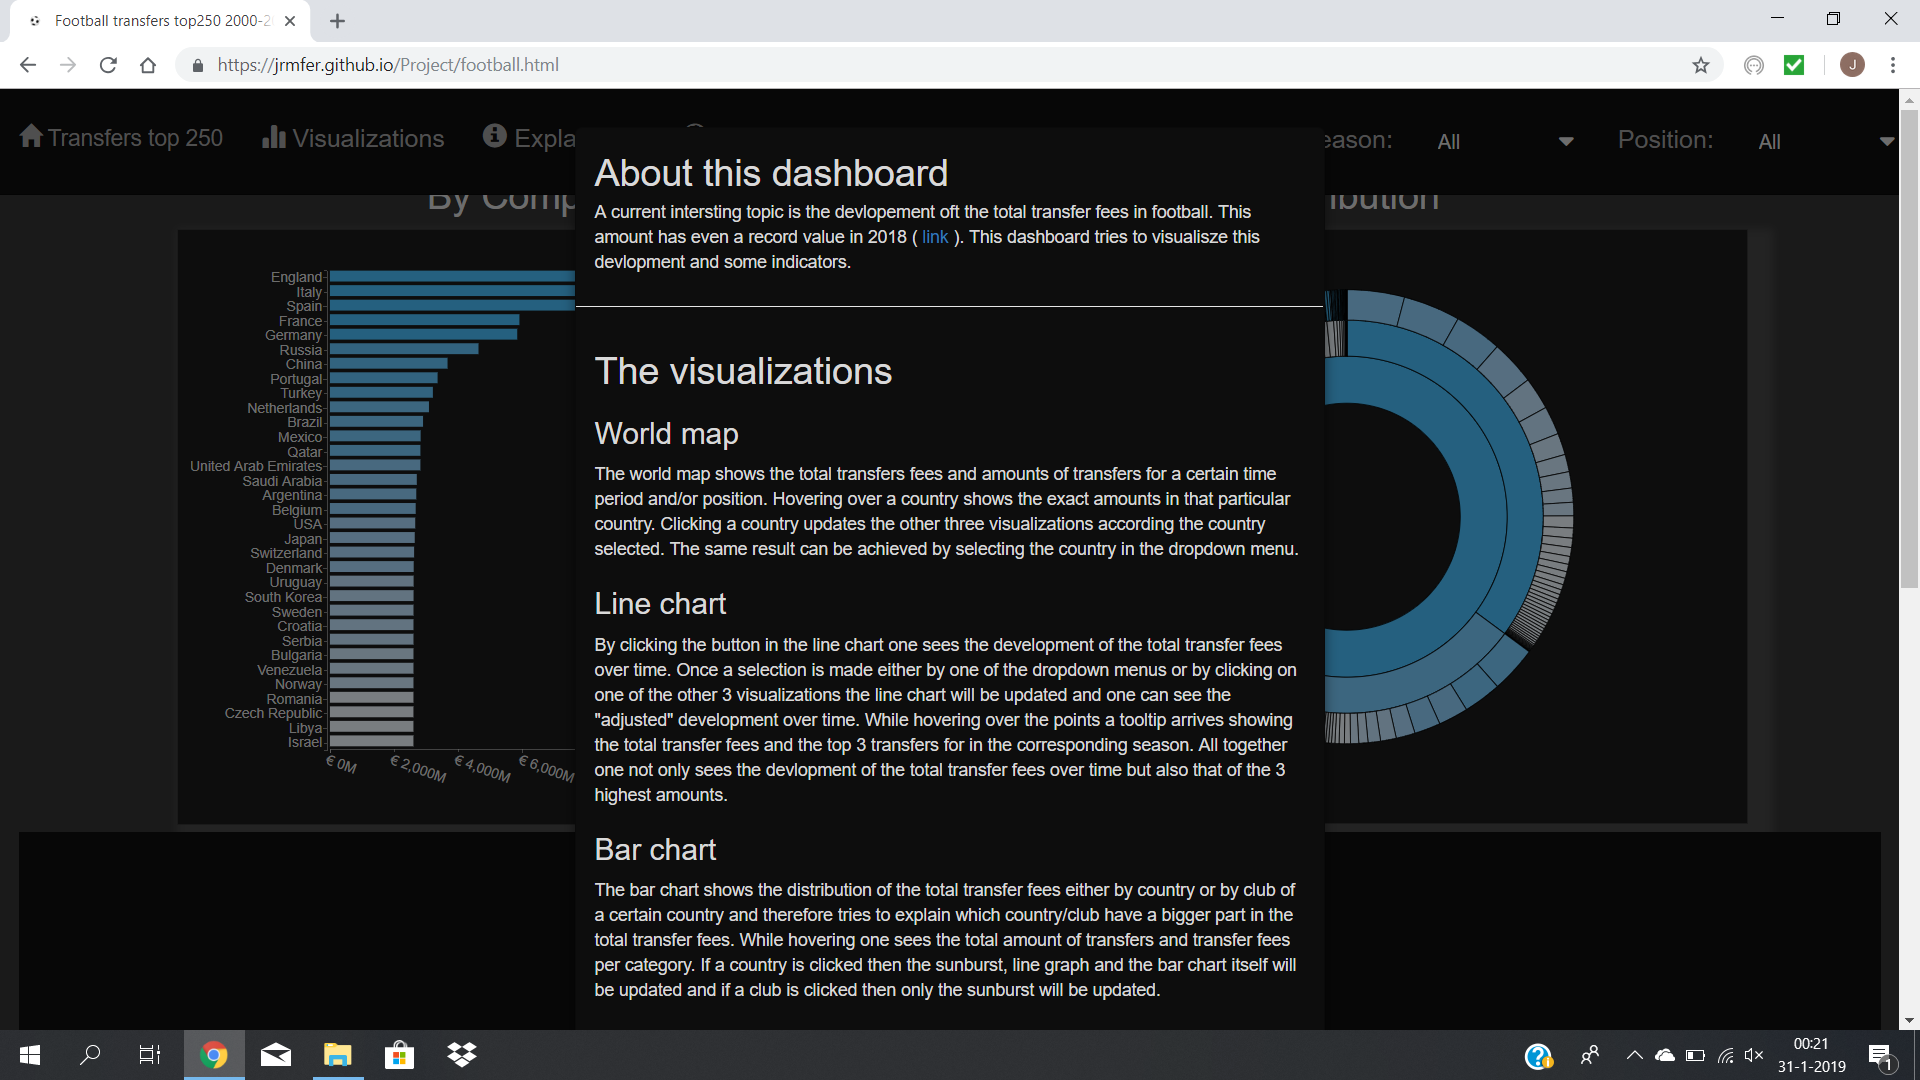 Football transfers top250 2000-2
https://jrmfer.github.io/Project/football.html
J
Transfers top 250
Visualizations
Expla
eason:
All
Position:
All
By Comp
ibution
About this dashboard
A current intersting topic is the devlopement oft the total transfer fees in football. This
amount has even a record value in 2018 ( link ). This dashboard tries to visualisze this
devlopment and some indicators.
The visualizations
World map
The world map shows the total transfers fees and amounts of transfers for a certain time
period and/or position. Hovering over a country shows the exact amounts in that particular
country. Clicking a country updates the other three visualizations according the country
selected. The same result can be achieved by selecting the country in the dropdown menu.
Line chart
By clicking the button in the line chart one sees the development of the total transfer fees
over time. Once a selection is made either by one of the dropdown menus or by clicking on
one of the other 3 visualizations the line chart will be updated and one can see the
"adjusted" development over time. While hovering over the points a tooltip arrives showing
the total transfer fees and the top 3 transfers for in the corresponding season. All together
one not only sees the devlopment of the total transfer fees over time but also that of the 3
highest amounts.
Bar chart
The bar chart shows the distribution of the total transfer fees either by country or by club of
a certain country and therefore tries to explain which country/club have a bigger part in the
total transfer fees. While hovering one sees the total amount of transfers and transfer fees
per category. If a country is clicked then the sunburst, line graph and the bar chart itself will
be updated and if a club is clicked then only the sunburst will be updated.
England
Italy
Spain
France
Germany
Russia
China
Portugal
Turkey
Netherlands
Brazil
Mexico
Qatar
United Arab Emirates
Saudi Arabia
Argentina
Belgium
USA
Japan
Switzerland
Denmark
Uruguay
South Korea
Sweden
Croatia
Serbia
Bulgaria
Venezuela
Norway
Romania
Czech Republic
Libya
Israel
€ 0M
€ 2,000M
€ 4,000M
€ 6,000M
00:21
31-1-2019
1